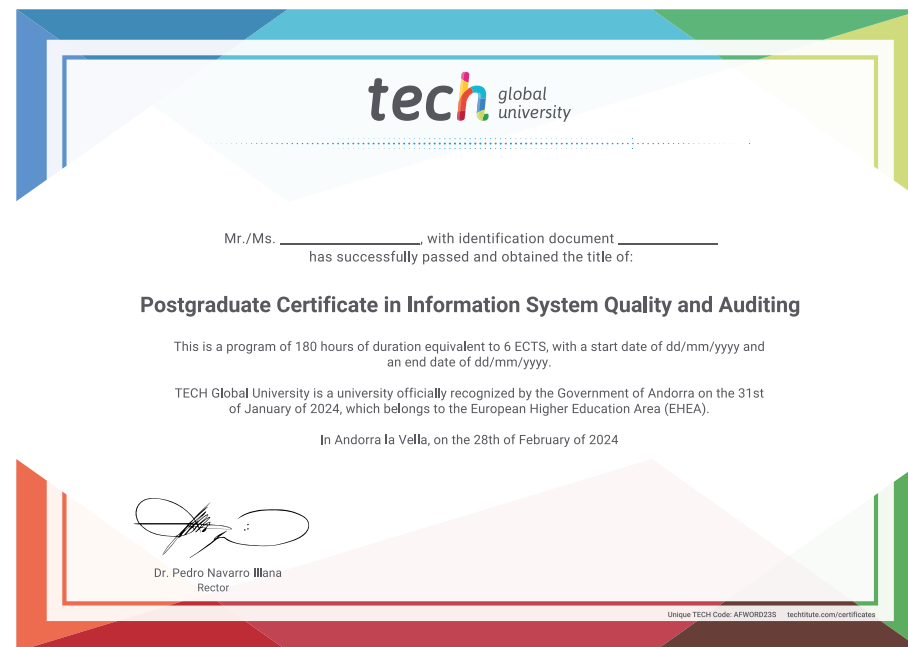 tech global university
Mr./Ms. ____________________, with identification document ______________
has successfully passed and obtained the title of:
Postgraduate Certificate in Information System Quality and Auditing
This is a program of 180 hours of duration equivalent to 6 ECTS, with a start date of dd/mm/yyyy and
an end date of dd/mm/yyyy.
TECH Global University is a university officially recognized by the Government of Andorra on the 31st
of January of 2024, which belongs to the European Higher Education Area (EHEA).
In Andorra la Vella, on the 28th of February of 2024
Dr. Pedro Navarro Illana
Rector
Unique TECH Code: AFWORD23S techtitute.com/certificates